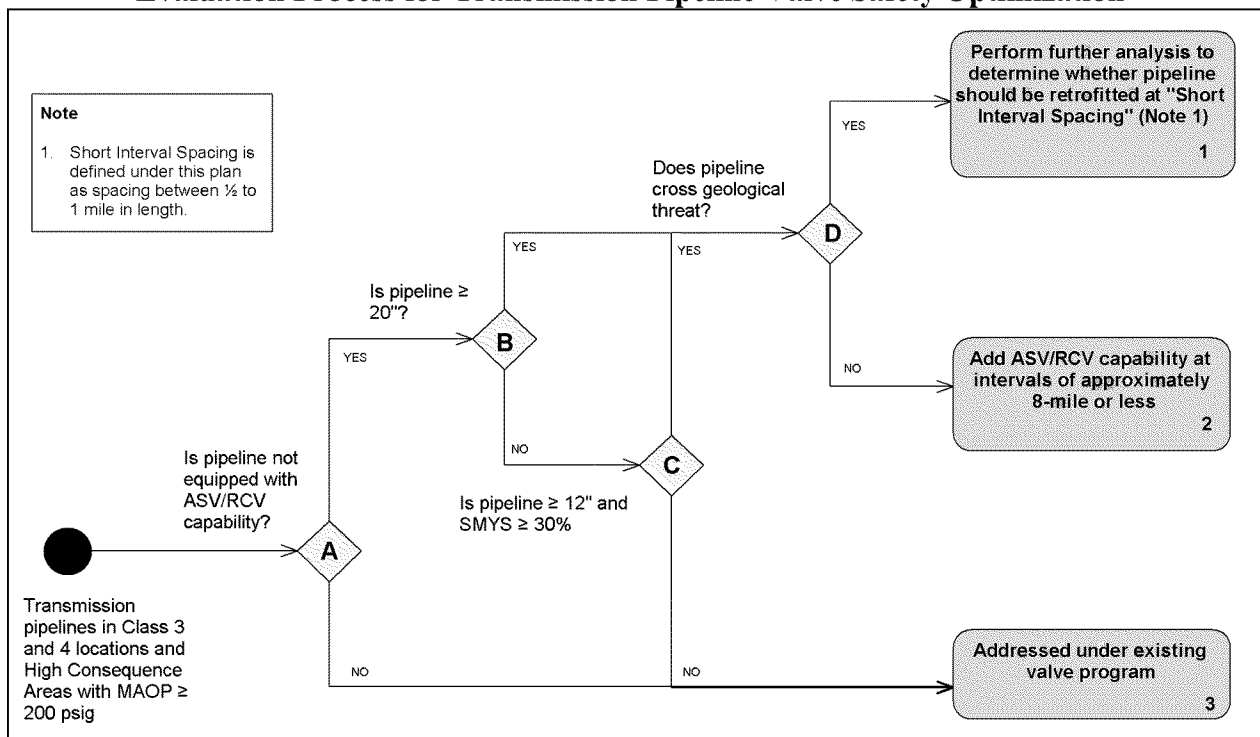 Evaluation Process for Transmission Pipeline Valve Safety Optimization
Note
1. Short Interval Spacing is
defined under this plan
as spacing between ½ to
1 mile in length.
Perform further analysis to
determine whether pipeline
should be retrofitted at "Short
Interval Spacing" (Note 1)
1
YES
Does pipeline
cross geological
threat?
D
YES
YES
Is pipeline ≥
20"?
B
YES
NO
Add ASV/RCV capability at
intervals of approximately
8-mile or less
2
NO
C
Is pipeline not
equipped with
ASV/RCV
capability?
Is pipeline ≥ 12" and
SMYS ≥ 30%
A
Transmission
pipelines in Class 3
and 4 locations and
High Consequence
Areas with MAOP ≥
200 psig
NO
NO
Addressed under existing
valve program
3